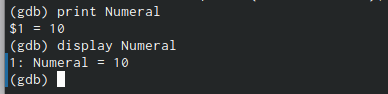 (gdb) print Numeral
$1 = 10
(gdb) display Numeral
1: Numeral = 10
(gdb)